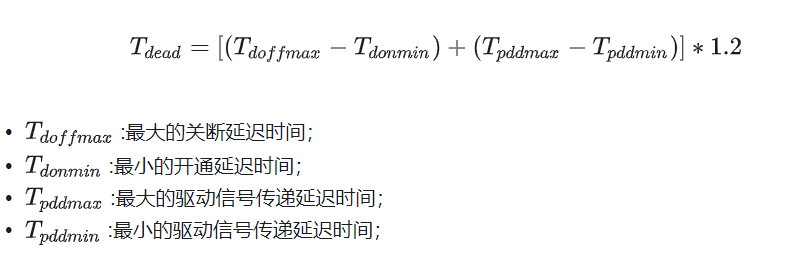 T_{dead} = [(T_{doffmax} − T_{donmin}) + (T_{pddmax} − T_{pddmin})] * 1.2
• T_{doffmax} :最大的关断延迟时间;
• T_{donmin} :最小的开通延迟时间;
• T_{pddmax} :最大的驱动信号传递延迟时间;
• T_{pddmin} :最小的驱动信号传递延迟时间;